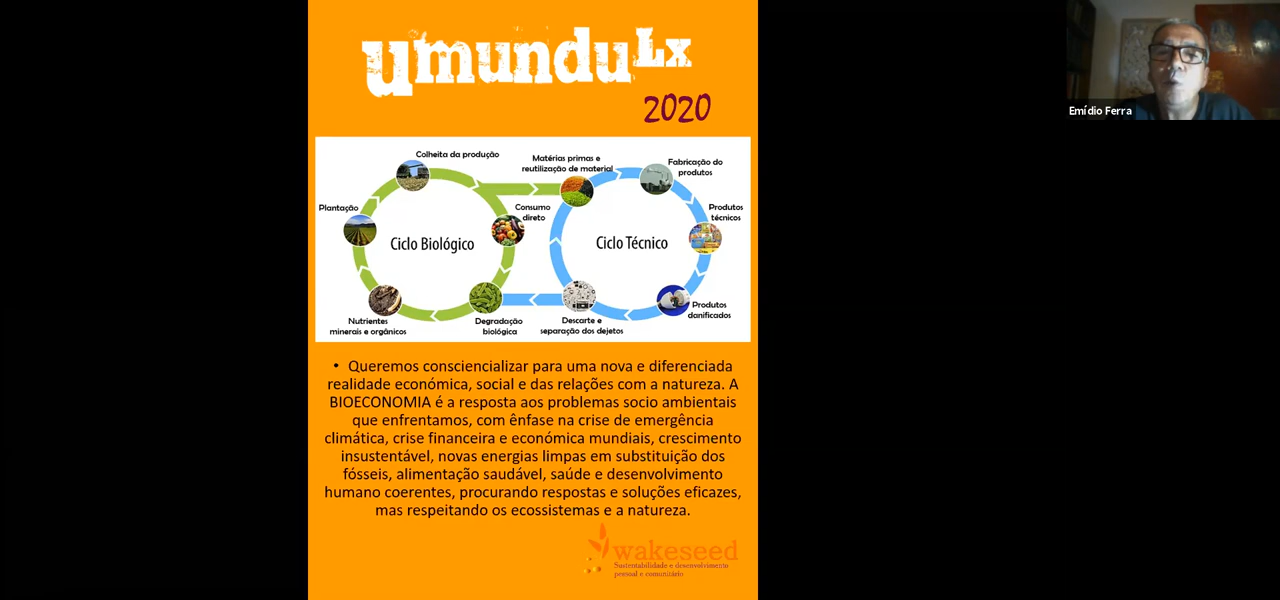 umunduLx
2020
Colheita da produção
Matérias primas e
reutilização de material
Fabricação do
produtos
Plantação
Consumo
direto
Produtos
técnicos
Ciclo Biológico
Ciclo Técnico
Produtos
danificados
Nutrientes
minerais e orgânicos
Degradação
biológica
Descarte e
separação dos dejetos
• Queremos consciencializar para uma nova e diferenciada
realidade económica, social e das relações com a natureza. A
BIOECONOMIA é a resposta aos problemas socio ambientais
que enfrentamos, com ênfase na crise de emergência
climática, crise financeira e económica mundiais, crescimento
insustentável, novas energias limpas em substituição dos
fósseis, alimentação saudável, saúde e desenvolvimento
humano coerentes, procurando respostas e soluções eficazes,
mas respeitando os ecossistemas e a natureza.
wakeseed
Sustentabilidade e desenvolvimento
pessoal e comunitário
Emídio Ferra